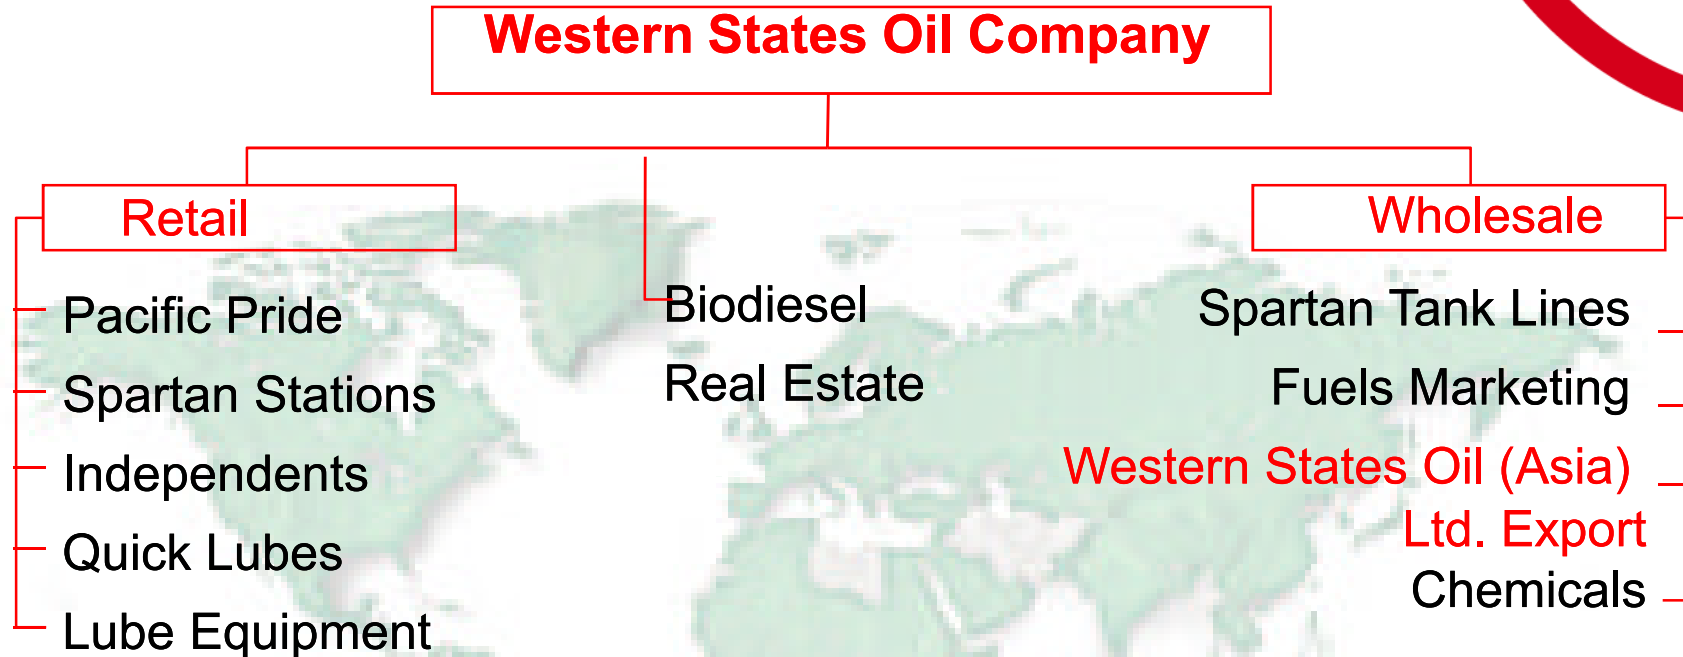 Western States Oil Company
Retail
Wholesale
Pacific Pride
Spartan Stations
Independents
Quick Lubes
Lube Equipment
Biodiesel
Real Estate
Spartan Tank Lines
Fuels Marketing
Western States Oil (Asia)
Ltd. Export
Chemicals